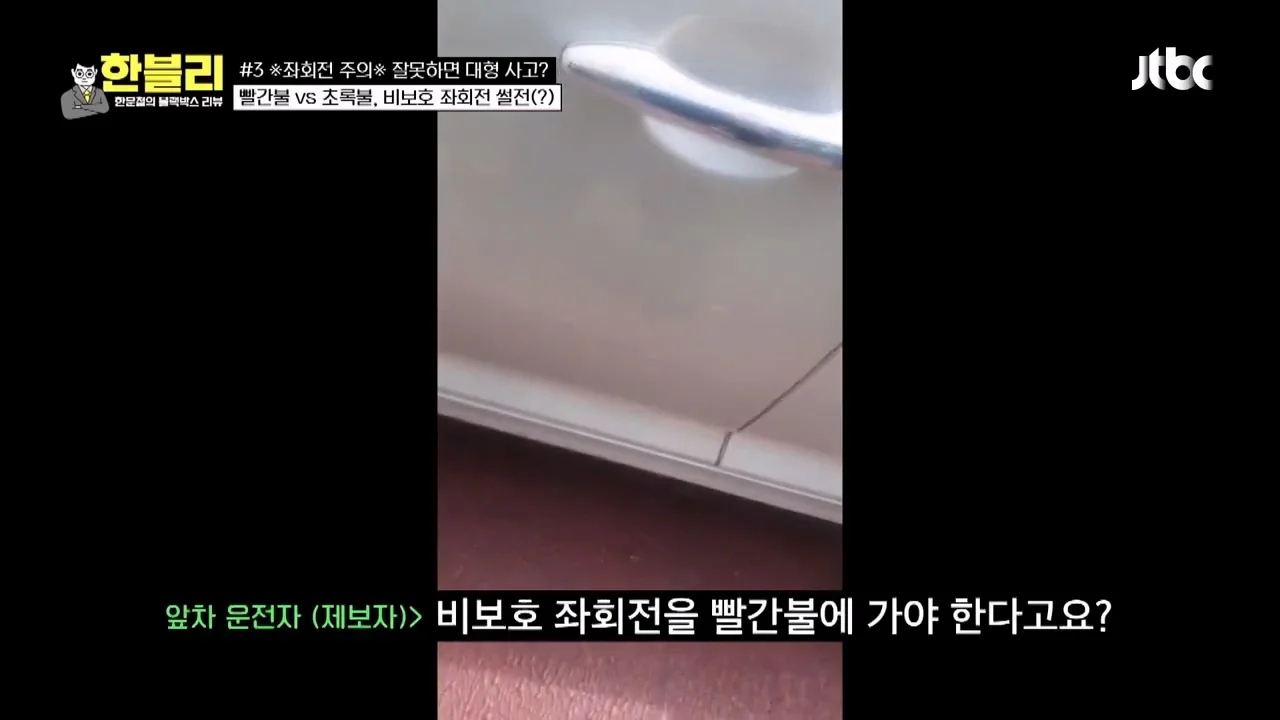 한블리
한문철의 블랙박스 리뷰
#3 ※좌회전 주의※ 잘못하면 대형 사고?
빨간불 vs 초록불, 비보호 좌회전 썰전(?)
jtbc
앞차 운전자 (제보자)> 비보호 좌회전을 빨간불에 가야 한다고요?